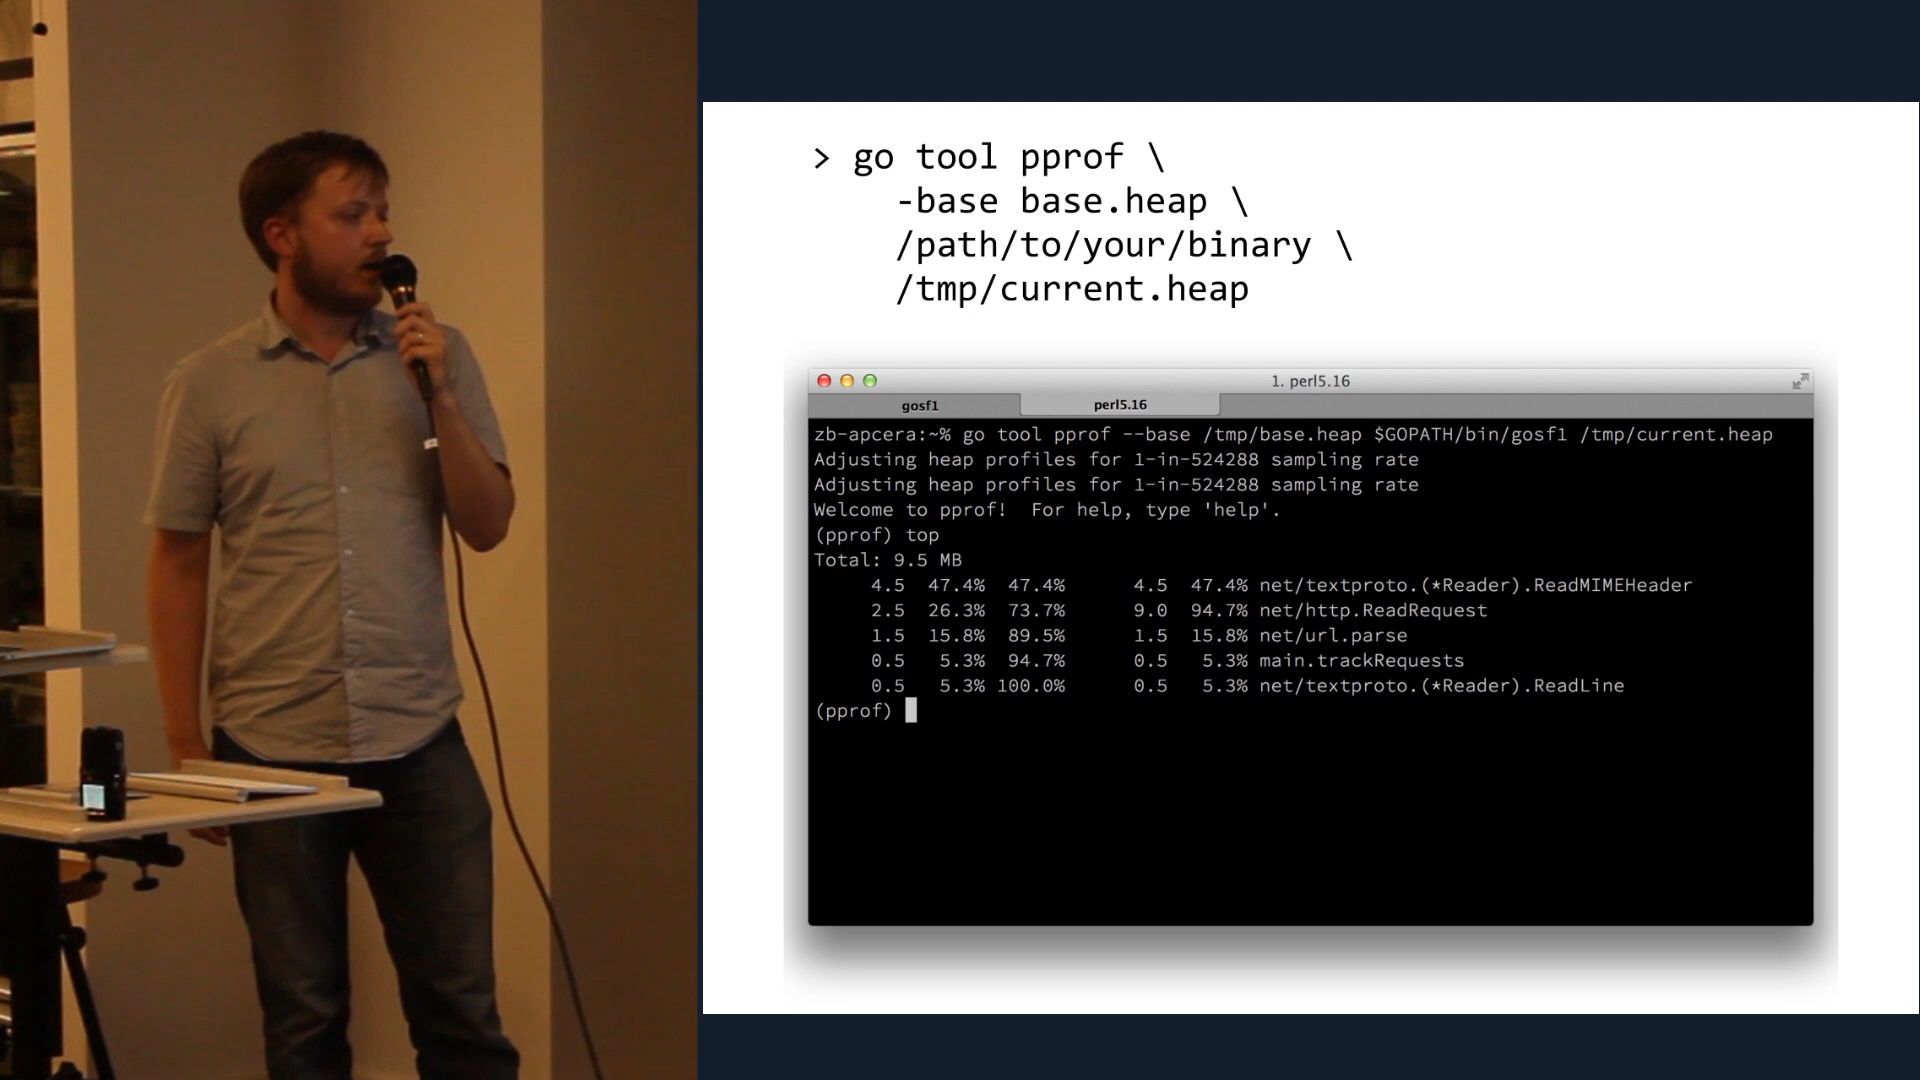 > go tool pprof \
-base base.heap \
/path/to/your/binary \
/tmp/current.heap
1. perl5.16
gosf1 perl5.16
zb-apcera:~% go tool pprof --base /tmp/base.heap $GOPATH/bin/gosf1 /tmp/current.heap
Adjusting heap profiles for 1-in-524288 sampling rate
Adjusting heap profiles for 1-in-524288 sampling rate
Welcome to pprof!  For help, type 'help'.
(pprof) top
Total: 9.5 MB
4.5  47.4%  47.4%      4.5  47.4% net/textproto.(*Reader).ReadMIMEHeader
2.5  26.3%  73.7%      9.0  94.7% net/http.ReadRequest
1.5  15.8%  89.5%      1.5  15.8% net/url.parse
0.5   5.3%  94.7%      0.5   5.3% main.trackRequests
0.5   5.3% 100.0%      0.5   5.3% net/textproto.(*Reader).ReadLine
(pprof)